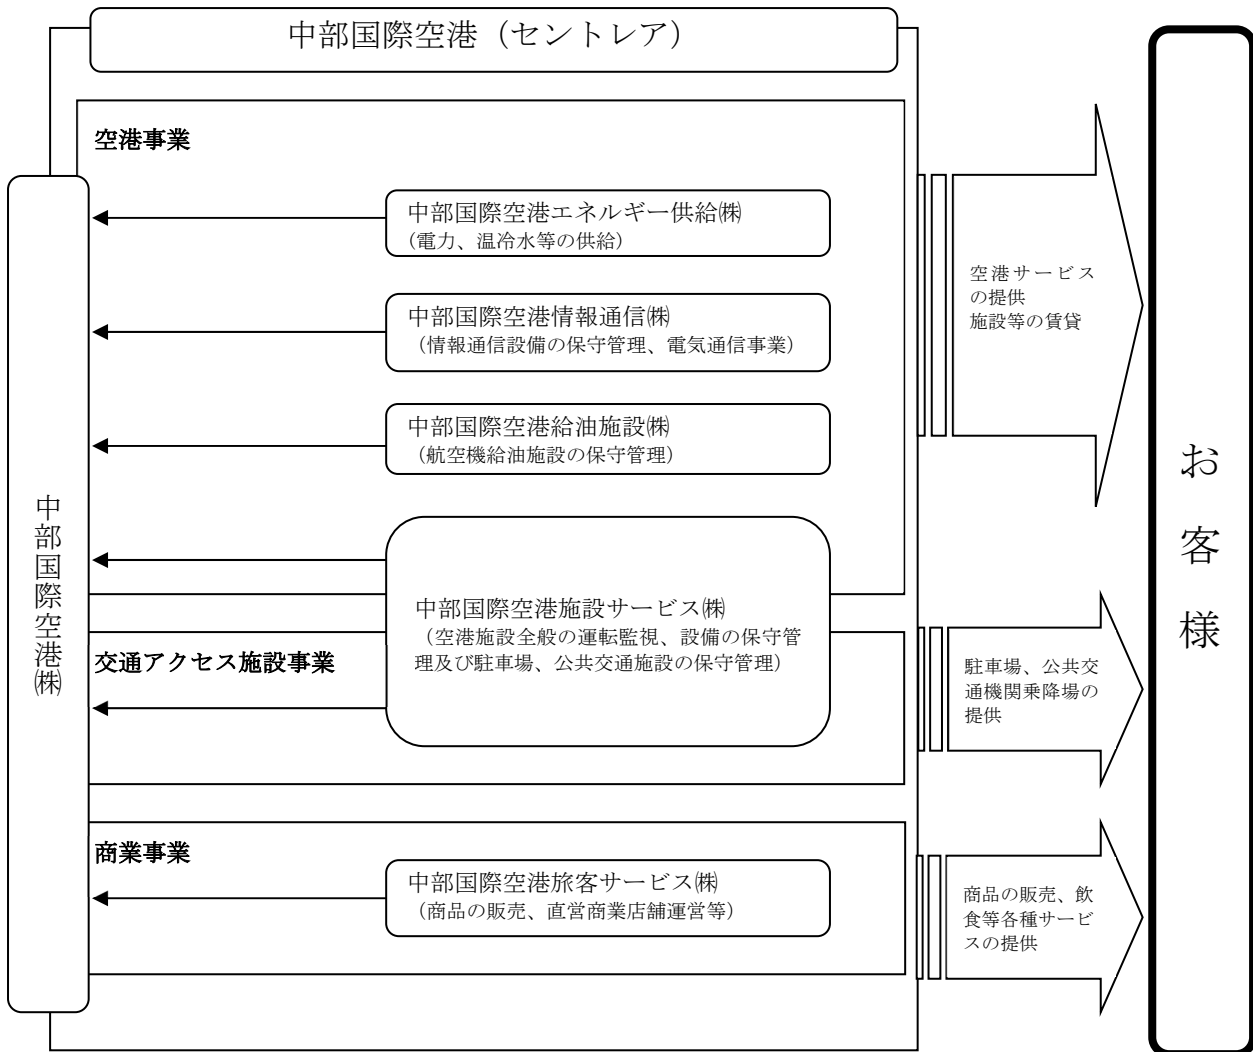 中部国際空港（セントレア）
空港事業
中部国際空港エネルギー供給㈱
(電力、温冷水等の供給)
中部国際空港情報通信㈱
（情報通信設備の保守管理、電気通信事業）
中部国際空港給油施設㈱
（航空機給油施設の保守管理）
中部国際空港施設サービス㈱
（空港施設全般の運転監視、設備の保守管
理及び駐車場、公共交通施設の保守管理）
交通アクセス施設事業
商業事業
中部国際空港旅客サービス㈱
（商品の販売、直営商業店舗運営等）
中部国際空港㈱
空港サービス
の提供
施設等の賃貸
駐車場、公共交
通機関乗降場の
提供
商品の販売、飲
食等各種サービ
スの提供
お客様